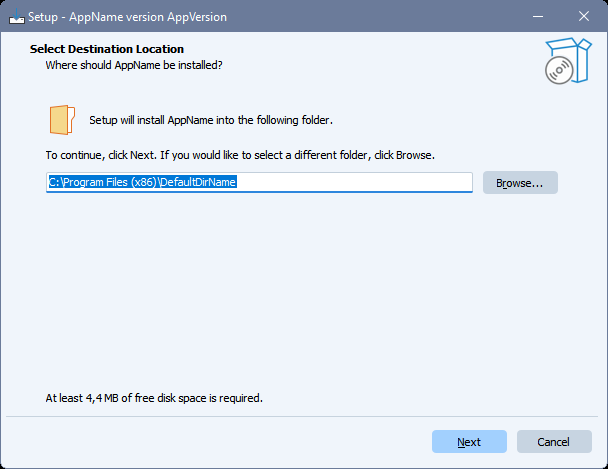 Setup - AppName version AppVersion
Select Destination Location
Where should AppName be installed?
Setup will install AppName into the following folder.
To continue, click Next. If you would like to select a different folder, click Browse.
C:\Program Files (x86)\DefaultDirName
Browse...
At least 4,4 MB of free disk space is required.
Next
Cancel